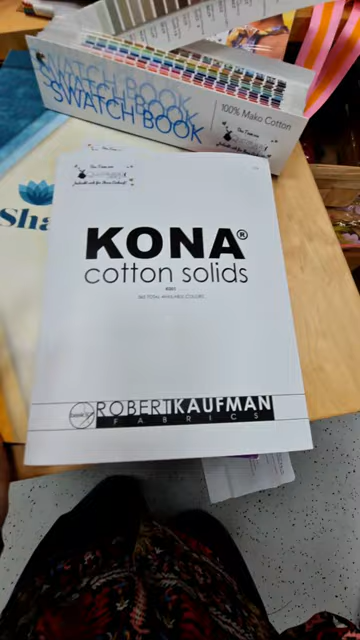 SWATCH BOOK
SWATCH BOOK
SWATCH BOOK
100% Mako Cotton
Sha
KONA®
cotton solids
ROBERT KAUFMAN
FABRICS